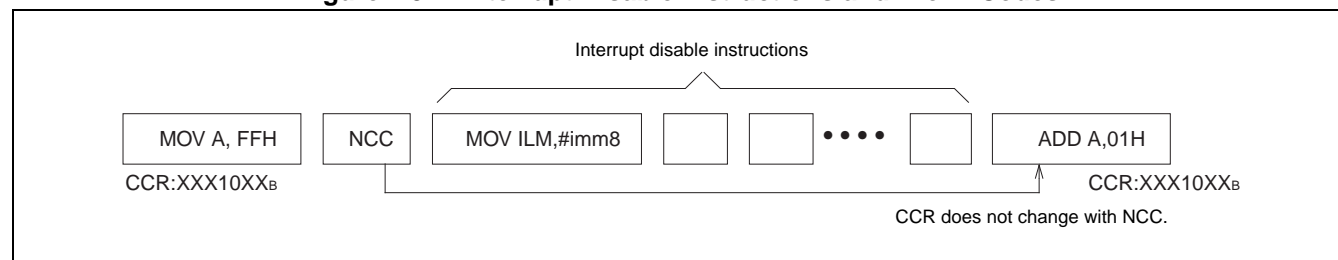 Interrupt disable instructions
MOV A, FFH NCC MOV ILM,#imm8 •••• ADD A,01H
CCR:XXX10XXB CCR:XXX10XXB
CCR does not change with NCC.